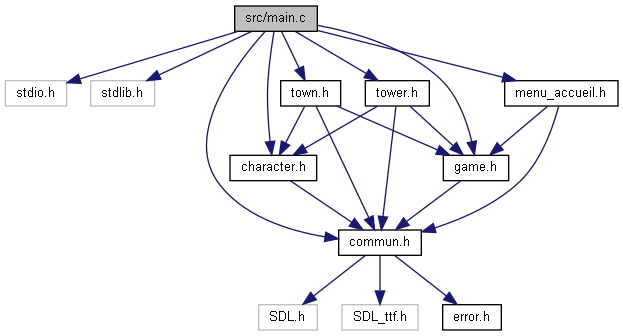 src/main.c
stdio.h
stdlib.h
town.h
tower.h
menu_accueil.h
character.h
game.h
commun.h
SDL.h
SDL_ttf.h
error.h